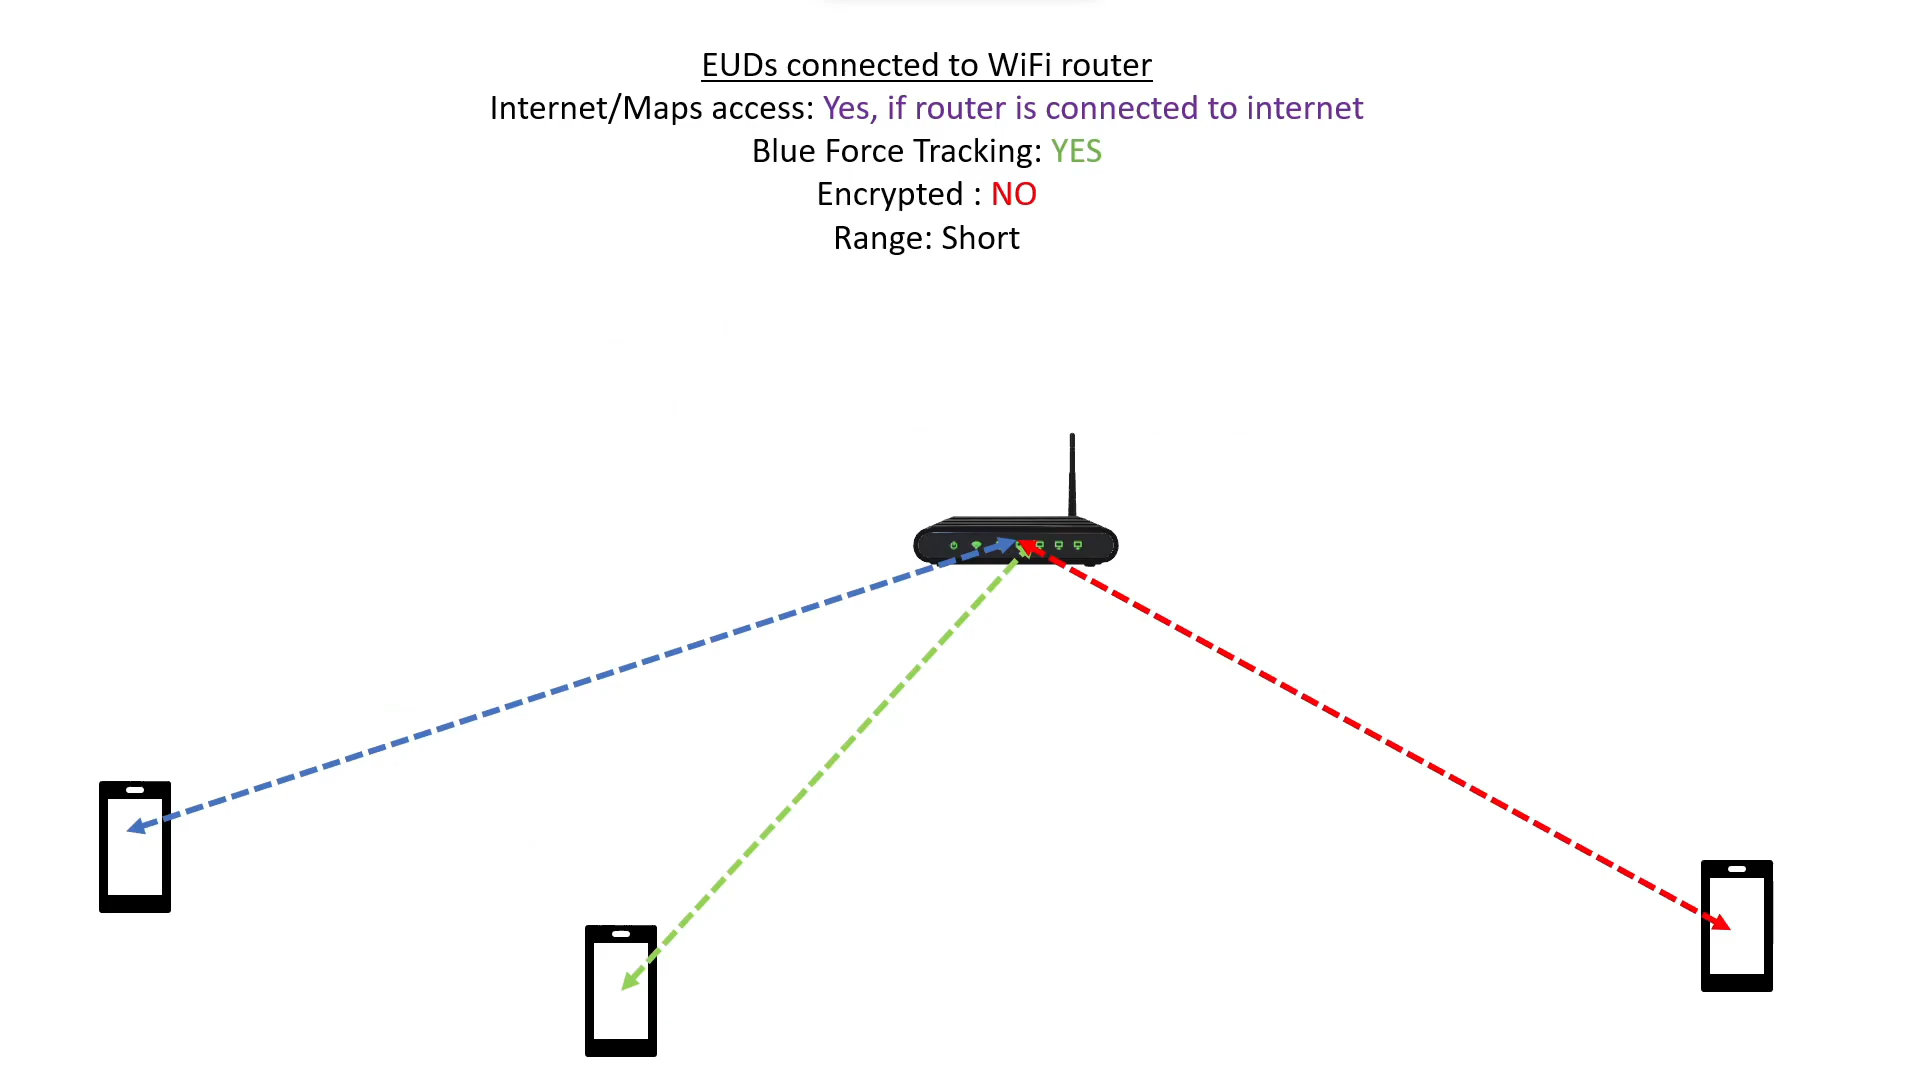 EUDs connected to WiFi router
Internet/Maps access: Yes, if router is connected to internet
Blue Force Tracking: YES
Encrypted : NO
Range: Short